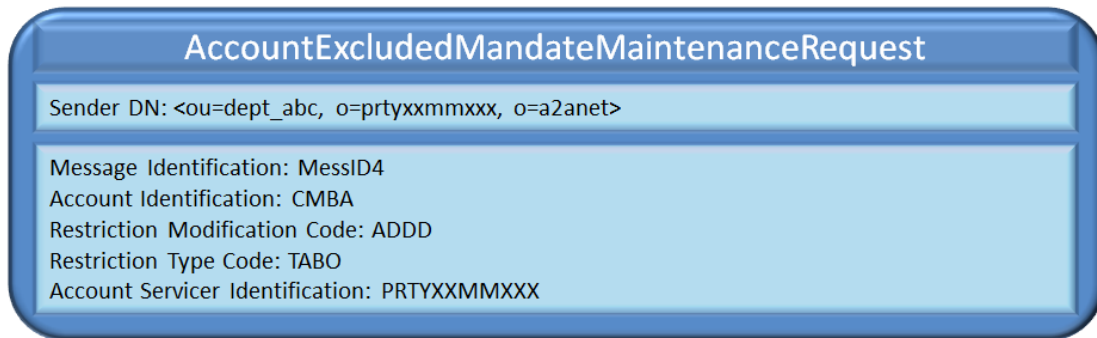 AccountExcludedMandateMaintenanceRequest
Sender DN: <ou=dept_abc, o=prtyxxmmxxx, o=a2anet>
Message Identification: MessID4
Account Identification: CMBA
Restriction Modification Code: ADDD
Restriction Type Code: TABO
Account Servicer Identification: PRTYXXMMXXX